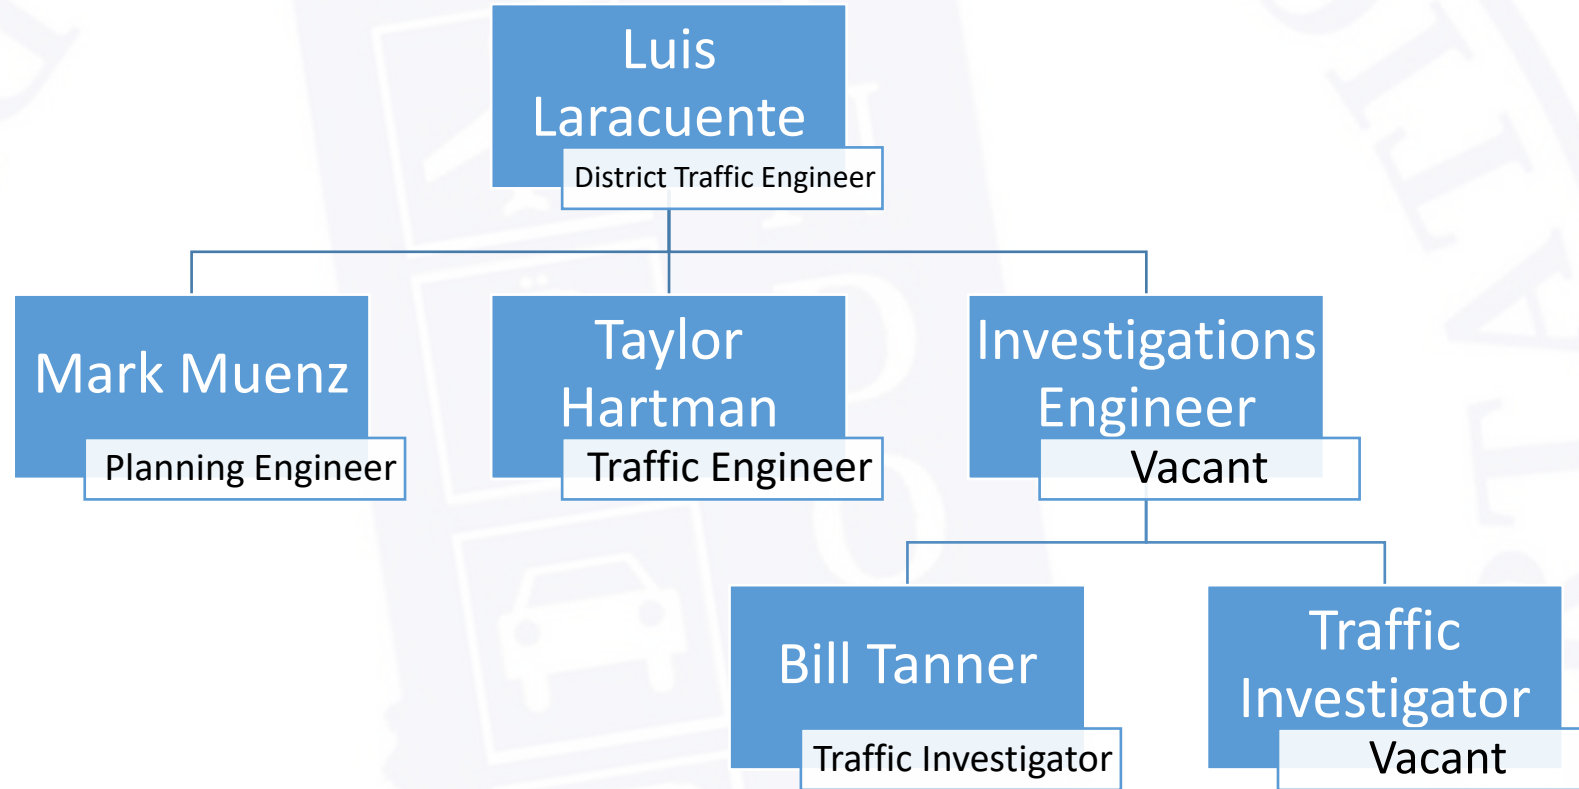 Luis
Laracuente
District Traffic Engineer
Mark Muenz
Planning Engineer
Taylor
Hartman
Traffic Engineer
Investigations
Engineer
Vacant
Bill Tanner
Traffic Investigator
Traffic
Investigator
Vacant